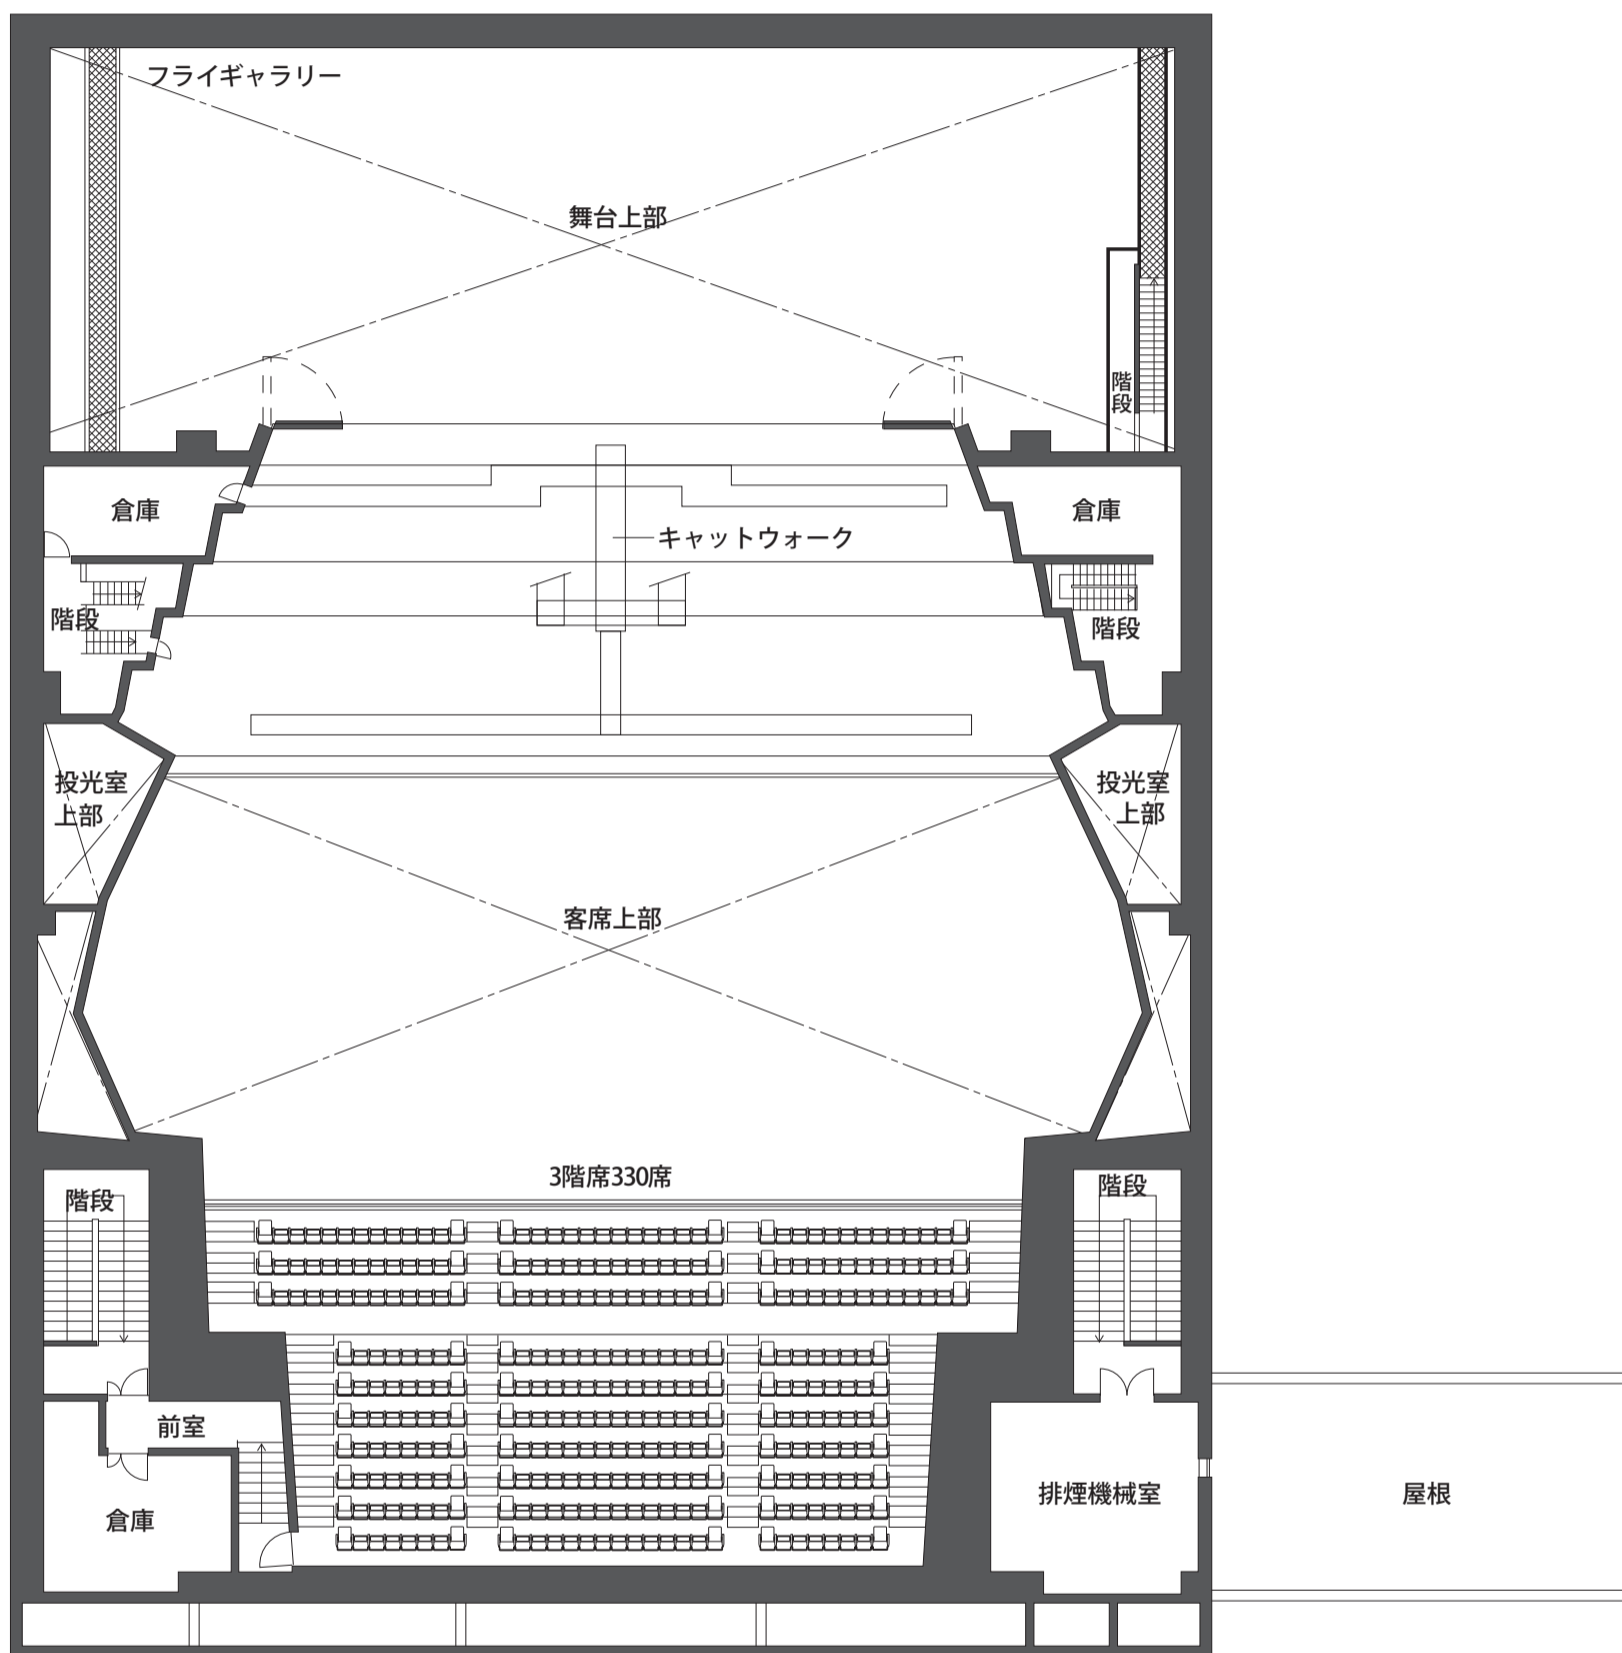 フライギャラリー
舞台上部
階段
倉庫
倉庫
キャットウォーク
階段
階段
投光室
上部
投光室
上部
客席上部
3階席330席
階段
階段
前室
倉庫
排煙機械室
屋根